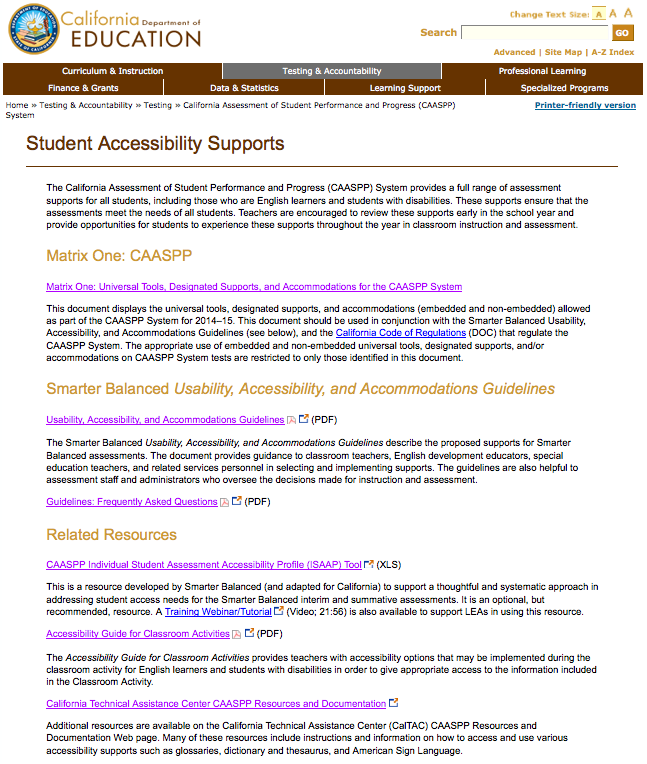 California Department of
EDUCATION
Change Text Size: A A A
Search GO
Advanced | Site Map | A-Z Index
Curriculum & Instruction Testing & Accountability Professional Learning
Finance & Grants Data & Statistics Learning Support Specialized Programs
Home » Testing & Accountability » Testing » California Assessment of Student Performance and Progress (CAASPP)
System
Printer-friendly version
Student Accessibility Supports
The California Assessment of Student Performance and Progress (CAASPP) System provides a full range of assessment
supports for all students, including those who are English learners and students with disabilities. These supports ensure that the
assessments meet the needs of all students. Teachers are encouraged to review these supports early in the school year and
provide opportunities for students to experience these supports throughout the year in classroom instruction and assessment.
Matrix One: CAASPP
Matrix One: Universal Tools, Designated Supports, and Accommodations for the CAASPP System
This document displays the universal tools, designated supports, and accommodations (embedded and non-embedded) allowed
as part of the CAASPP System for 2014–15. This document should be used in conjunction with the Smarter Balanced Usability,
Accessibility, and Accommodations Guidelines (see below), and the California Code of Regulations (DOC) that regulate the
CAASPP System. The appropriate use of embedded and non-embedded universal tools, designated supports, and/or
accommodations on CAASPP System tests are restricted to only those identified in this document.
Smarter Balanced Usability, Accessibility, and Accommodations Guidelines
Usability, Accessibility, and Accommodations Guidelines (PDF)
The Smarter Balanced Usability, Accessibility, and Accommodations Guidelines describe the proposed supports for Smarter
Balanced assessments. The document provides guidance to classroom teachers, English development educators, special
education teachers, and related services personnel in selecting and implementing supports. The guidelines are also helpful to
assessment staff and administrators who oversee the decisions made for instruction and assessment.
Guidelines: Frequently Asked Questions (PDF)
Related Resources
CAASPP Individual Student Assessment Accessibility Profile (ISAAP) Tool (XLS)
This is a resource developed by Smarter Balanced (and adapted for California) to support a thoughtful and systematic approach in
addressing student access needs for the Smarter Balanced interim and summative assessments. It is an optional, but
recommended, resource. A Training Webinar/Tutorial (Video; 21:56) is also available to support LEAs in using this resource.
Accessibility Guide for Classroom Activities (PDF)
The Accessibility Guide for Classroom Activities provides teachers with accessibility options that may be implemented during the
classroom activity for English learners and students with disabilities in order to give appropriate access to the information included
in the Classroom Activity.
California Technical Assistance Center CAASPP Resources and Documentation
Additional resources are available on the California Technical Assistance Center (CalTAC) CAASPP Resources and
Documentation Web page. Many of these resources include instructions and information on how to access and use various
accessibility supports such as glossaries, dictionary and thesaurus, and American Sign Language.